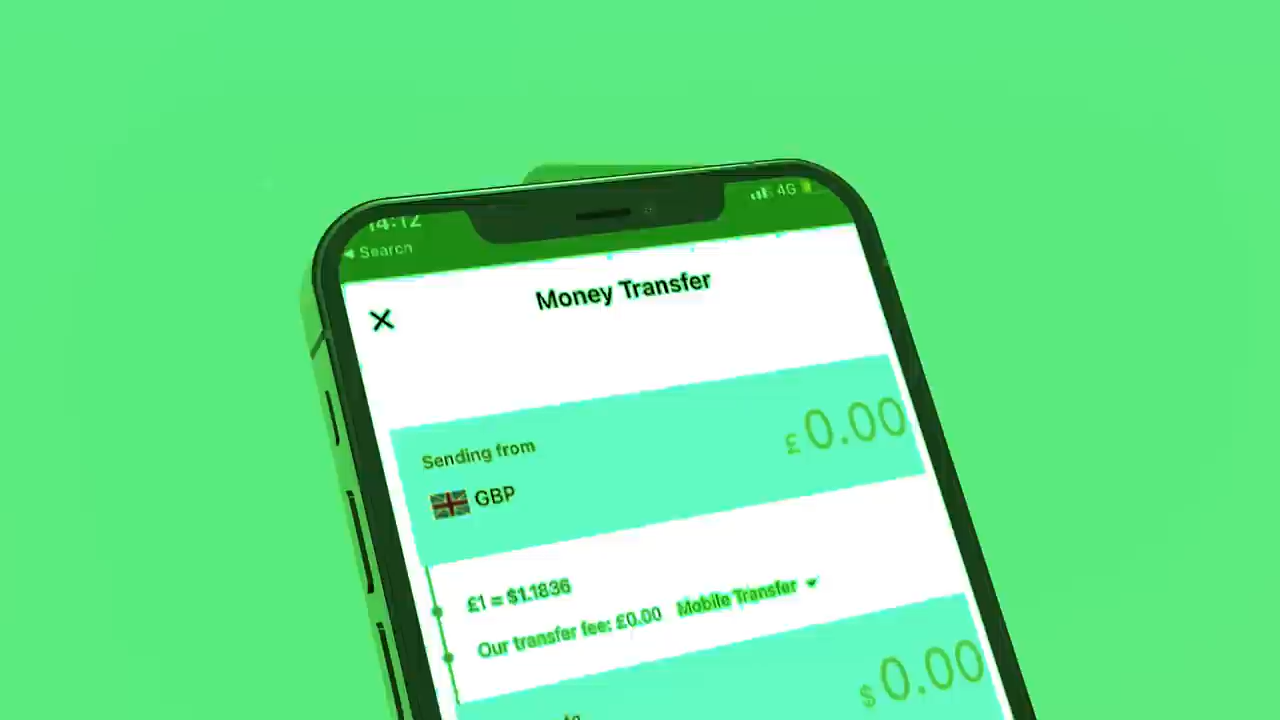 14:12
4G
Search
Money Transfer
Sending from
£0.00
GBP
£1 = $1.1836
Our transfer fee: £0.00 Mobile Transfer
$0.00